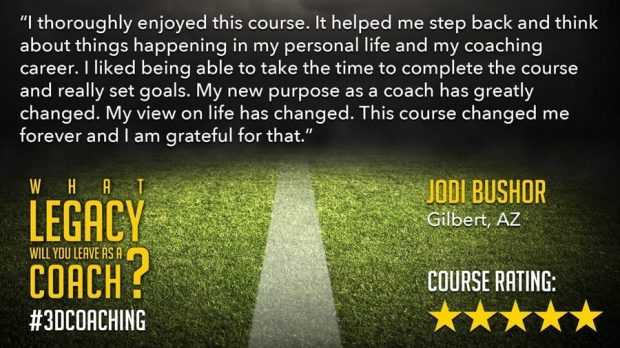 “I thoroughly enjoyed this course. It helped me step back and think
about things happening in my personal life and my coaching
career. I liked being able to take the time to complete the course
and really set goals. My new purpose as a coach has greatly
changed. My view on life has changed. This course changed me
forever and I am grateful for that.”
WHAT
LEGACY
WILL YOU LEAVE AS A
COACH?
#3DCOACHING
JODI BUSHOR
Gilbert, AZ
COURSE RATING: